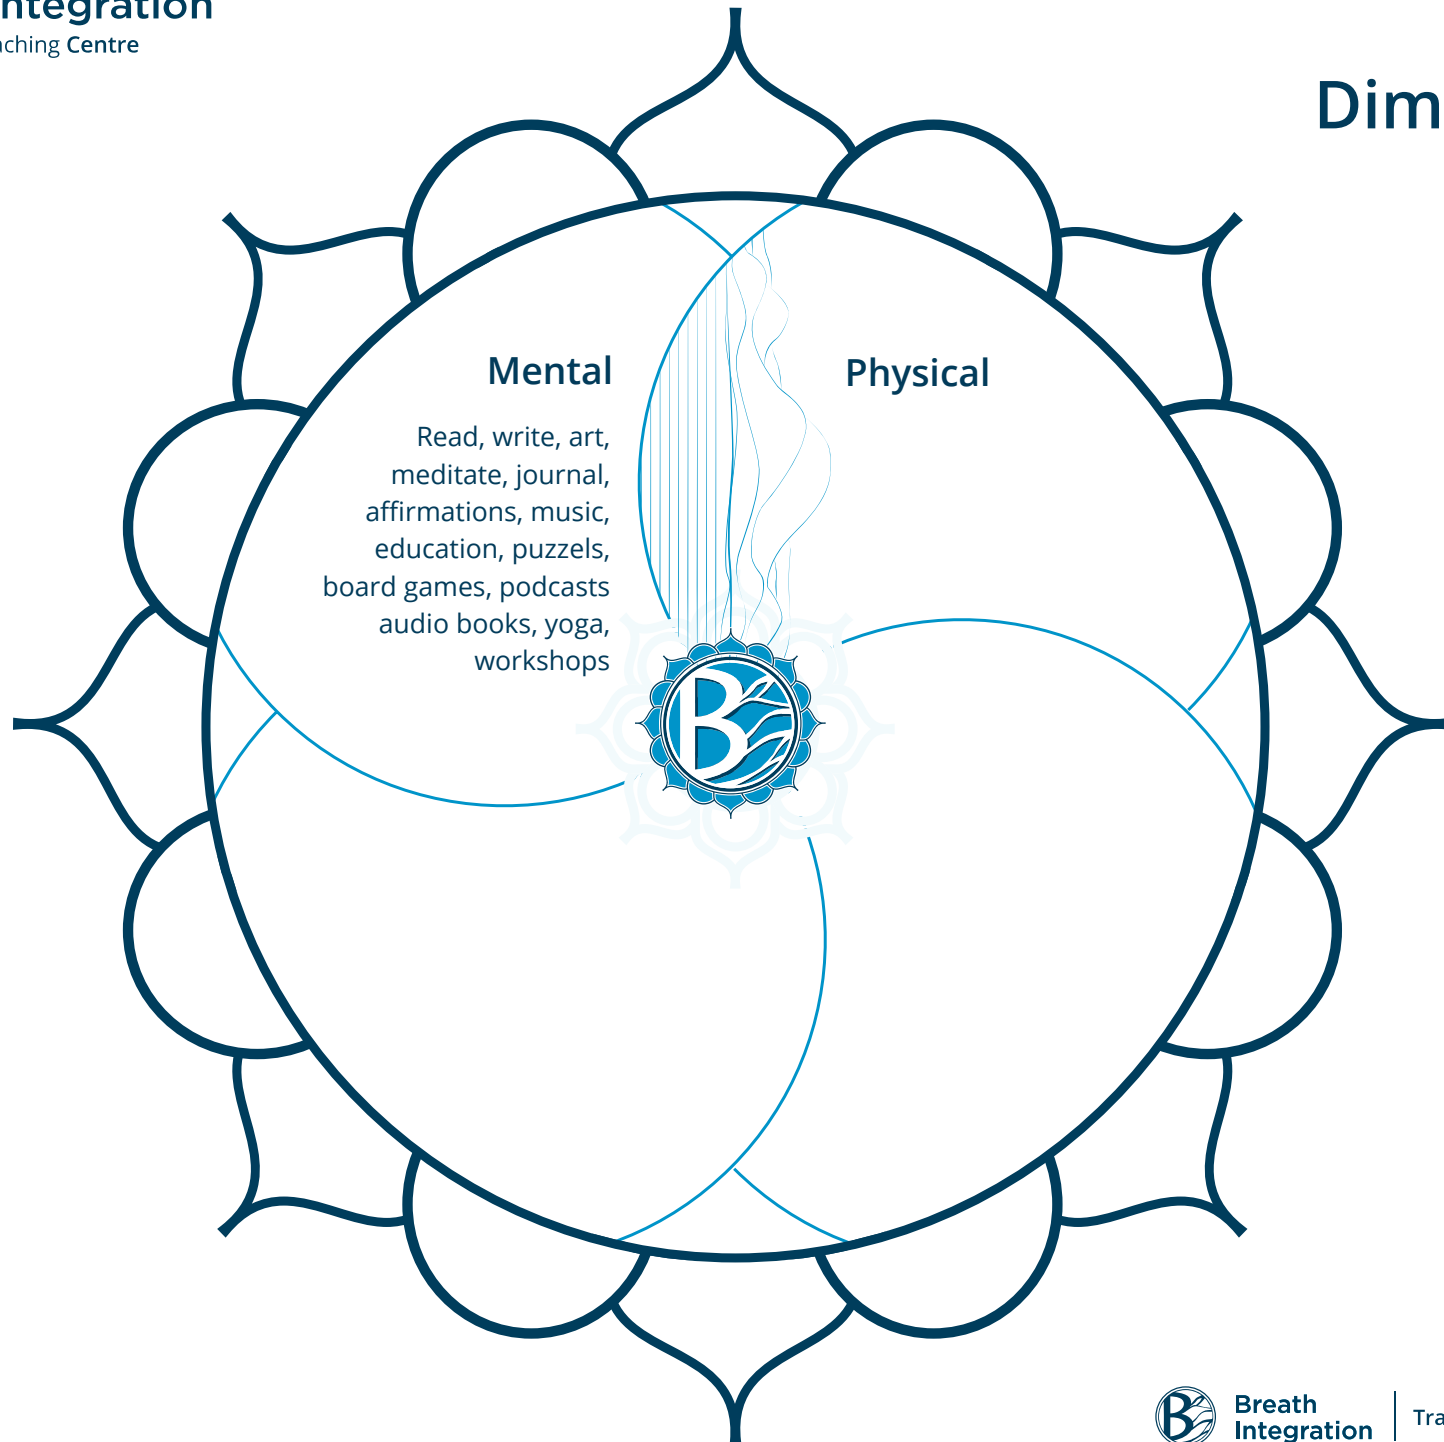 ntegration
aching Centre
Dim
Mental
Read, write, art,
meditate, journal,
affirmations, music,
education, puzzels,
board games, podcasts
audio books, yoga,
workshops
Physical
B
B
Breath
Integration
Tra